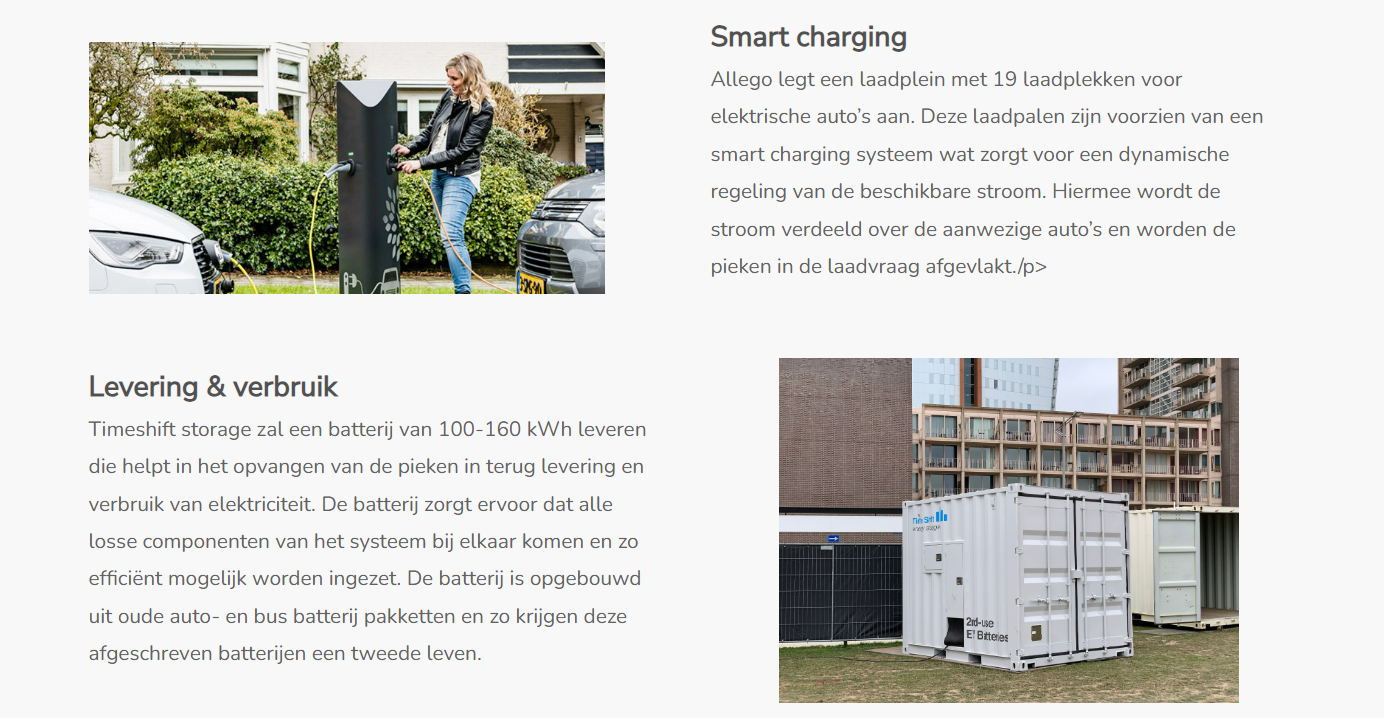 Smart charging
Allego legt een laadplein met 19 laadplekken voor
elektrische auto's aan. Deze laadpalen zijn voorzien van een
smart charging systeem wat zorgt voor een dynamische
regeling van de beschikbare stroom. Hiermee wordt de
stroom verdeeld over de aanwezige auto's en worden de
pieken in de laadvraag afgevlakt./p>
Levering & verbruik
Timeshift storage zal een batterij van 100-160 kWh leveren
die helpt in het opvangen van de pieken in terug levering en
verbruik van elektriciteit. De batterij zorgt ervoor dat alle
losse componenten van het systeem bij elkaar komen en zo
efficiënt mogelijk worden ingezet. De batterij is opgebouwd
uit oude auto- en bus batterij pakketten en zo krijgen deze
afgeschreven batterijen een tweede leven.
2nd-use